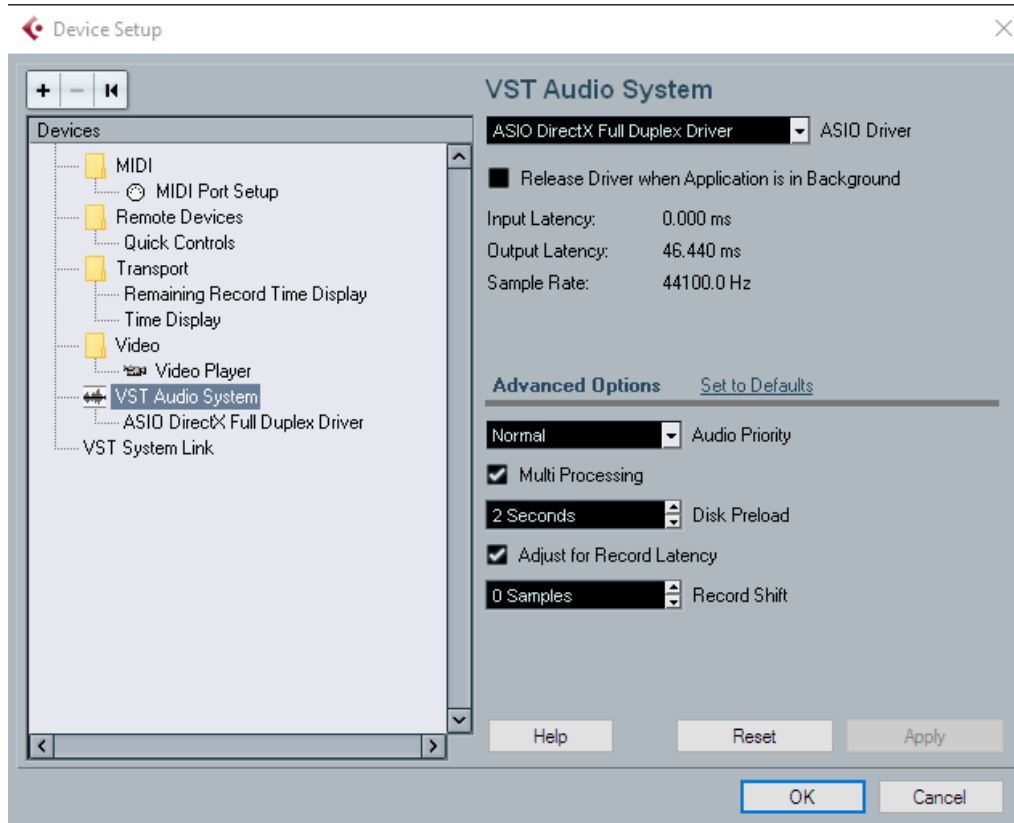 Device Setup
+ −
Devices
MIDI
MIDI Port Setup
Remote Devices
Quick Controls
Transport
Remaining Record Time Display
Time Display
Video
Video Player
VST Audio System
ASIO DirectX Full Duplex Driver
VST System Link
VST Audio System
ASIO DirectX Full Duplex Driver ASIO Driver
Release Driver when Application is in Background
Input Latency: 0.000 ms
Output Latency: 46.440 ms
Sample Rate: 44100.0 Hz
Advanced Options Set to Defaults
Normal Audio Priority
Multi Processing
2 Seconds Disk Preload
Adjust for Record Latency
0 Samples Record Shift
Help Reset Apply
OK Cancel